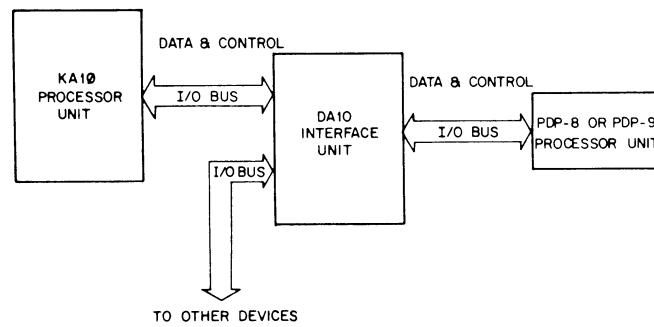 DATA & CONTROL
KA10
PROCESSOR
UNIT
I/O BUS
DATA & CONTROL
DA10
INTERFACE
UNIT
I/O BUS
PDP-8 OR PDP-9
PROCESSOR UNIT
I/O BUS
TO OTHER DEVICES